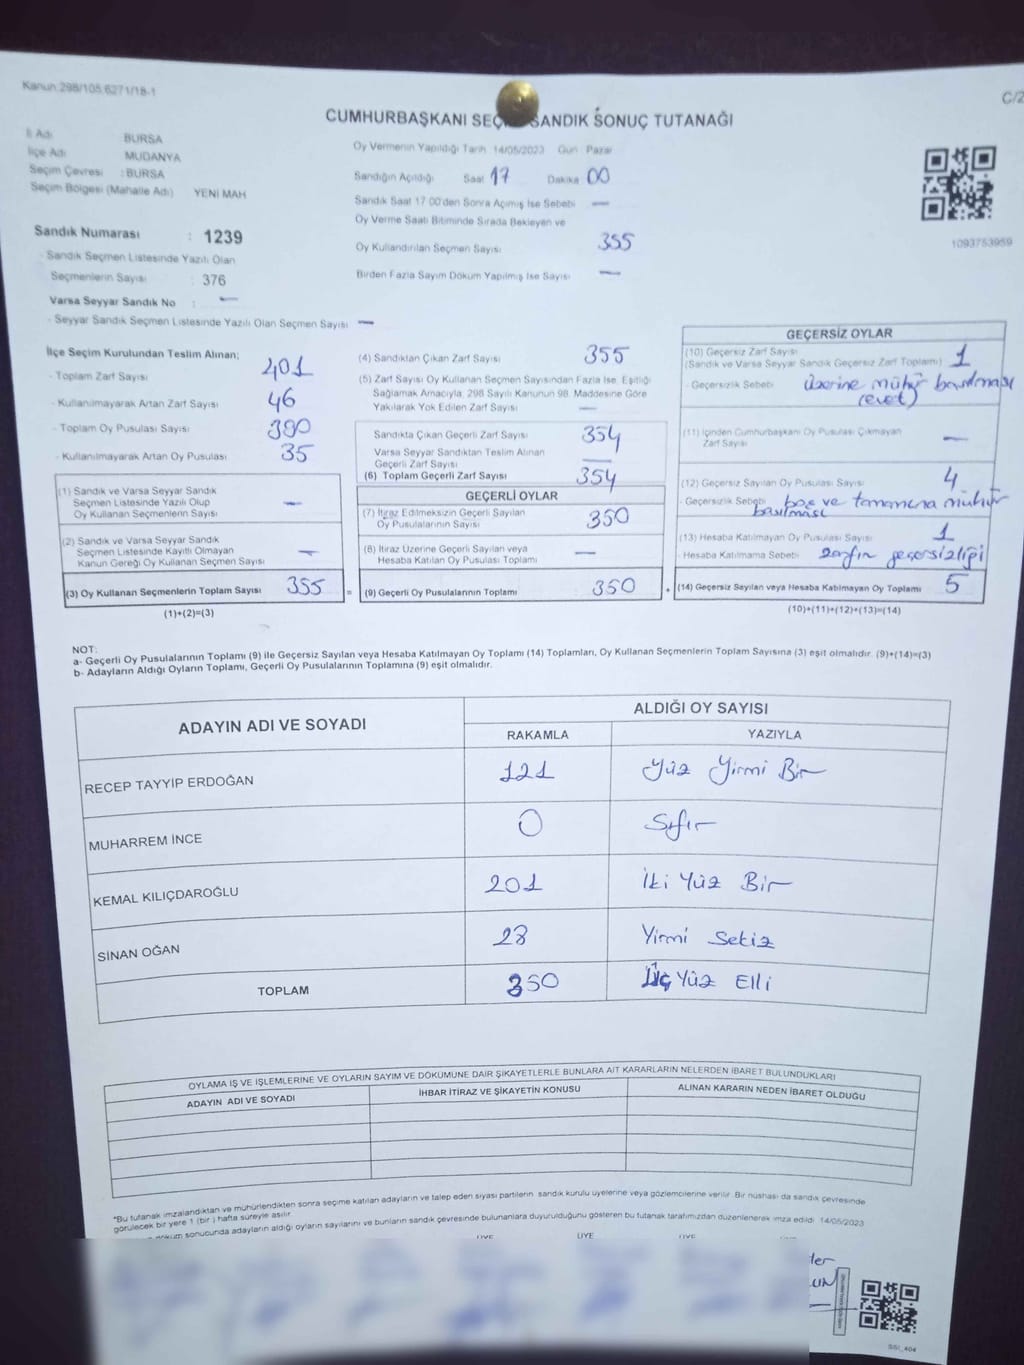 Kanun:298/105.6271/18-1
C/2
CUMHURBAŞKANI SEÇ SANDIK SONUÇ TUTANAĞI
İl Adı : BURSA
İlçe Adı : MUDANYA
Seçim Çevresi : BURSA
Seçim Bölgesi (Mahalle Adı) YENİ MAH
Sandık Numarası : 1239
- Sandık Seçmen Listesinde Yazılı Olan
Seçmenlerin Sayısı : 376
Varsa Seyyar Sandık No : —
- Seyyar Sandık Seçmen Listesinde Yazılı Olan Seçmen Sayısı —
Oy Vermenin Yapıldığı Tarih 14/05/2023 Gün Pazar
Sandığın Açıldığı Saat 17 Dakika 00
Sandık Saat 17.00'den Sonra Açılmış İse Sebebi —
Oy Verme Saati Bitiminde Sırada Bekleyen ve
Oy Kullandırılan Seçmen Sayısı 355
Birden Fazla Sayım Döküm Yapılmış İse Sayısı —
1093753959
İlçe Seçim Kurulundan Teslim Alınan;
- Toplam Zarf Sayısı 401
- Kullanılmayarak Artan Zarf Sayısı 46
- Toplam Oy Pusulası Sayısı 390
- Kullanılmayarak Artan Oy Pusulası 35
(1) Sandık ve Varsa Seyyar Sandık
Seçmen Listesinde Yazılı Olup
Oy Kullanan Seçmenlerin Sayısı —
(2) Sandık ve Varsa Seyyar Sandık
Seçmen Listesinde Kayıtlı Olmayan
Kanun Gereği Oy Kullanan Seçmen Sayısı —
(3) Oy Kullanan Seçmenlerin Toplam Sayısı 355 =
(1)+(2)=(3)
(4) Sandıktan Çıkan Zarf Sayısı 355
(5) Zarf Sayısı Oy Kullanan Seçmen Sayısından Fazla İse, Eşitliği
Sağlamak Amacıyla, 298 Sayılı Kanunun 98. Maddesine Göre
Yakılarak Yok Edilen Zarf Sayısı —
Sandıkta Çıkan Geçerli Zarf Sayısı 354
Varsa Seyyar Sandıktan Teslim Alınan
Geçerli Zarf Sayısı —
(6) Toplam Geçerli Zarf Sayısı 354
GEÇERLİ OYLAR
(7) İtiraz Edilmeksizin Geçerli Sayılan
Oy Pusulalarının Sayısı 350
(8) İtiraz Üzerine Geçerli Sayılan veya
Hesaba Katılan Oy Pusulası Toplamı —
(9) Geçerli Oy Pusulalarının Toplamı 350 +
GEÇERSİZ OYLAR
(10) Geçersiz Zarf Sayısı
(Sandık ve Varsa Seyyar Sandık Geçersiz Zarf Toplamı) 1
- Geçersizlik Sebebi üzerine mühür basılması
(evet)
(11) İçinden Cumhurbaşkanı Oy Pusulası Çıkmayan
Zarf Sayısı —
(12) Geçersiz Sayılan Oy Pusulası Sayısı 4
- Geçersizlik Sebebi boş ve tamamına mühür
basılması
(13) Hesaba Katılmayan Oy Pusulası Sayısı 1
- Hesaba Katılmama Sebebi zarfın geçersizliği
(14) Geçersiz Sayılan veya Hesaba Katılmayan Oy Toplamı 5
(10)+(11)+(12)+(13)=(14)
NOT:
a- Geçerli Oy Pusulalarının Toplamı (9) ile Geçersiz Sayılan veya Hesaba Katılmayan Oy Toplamı (14) Toplamları, Oy Kullanan Seçmenlerin Toplam Sayısına (3) eşit olmalıdır. (9)+(14)=(3)
b- Adayların Aldığı Oyların Toplamı, Geçerli Oy Pusulalarının Toplamına (9) eşit olmalıdır.
ADAYIN ADI VE SOYADI ALDIĞI OY SAYISI
RAKAMLA YAZIYLA
RECEP TAYYİP ERDOĞAN 121 Yüz Yirmi Bir
MUHARREM İNCE 0 Sıfır
KEMAL KILIÇDAROĞLU 201 İki Yüz Bir
SİNAN OĞAN 28 Yirmi Sekiz
TOPLAM 350 Üç Yüz Elli
OYLAMA İŞ VE İŞLEMLERİNE VE OYLARIN SAYIM VE DÖKÜMÜNE DAİR ŞİKAYETLERLE BUNLARA AİT KARARLARIN NELERDEN İBARET BULUNDUKLARI
ADAYIN ADI VE SOYADI İHBAR İTİRAZ VE ŞİKAYETİN KONUSU ALINAN KARARIN NEDEN İBARET OLDUĞU
*Bu tutanak imzalandıktan ve mühürlendikten sonra seçime katılan adayların ve talep eden siyasi partilerin sandık kurulu üyelerine veya gözlemcilerine verilir. Bir nüshası da sandık çevresinde
görülecek bir yere 1 (bir) hafta süreyle asılır.
döküm sonucunda adayların aldığı oyların sayılarını ve bunların sandık çevresinde bulunanlara duyurulduğunu gösteren bu tutanak tarafımızdan düzenlenerek imza edildi. 14/05/2023
ÜYE ÜYE ÜYE
SSI_404